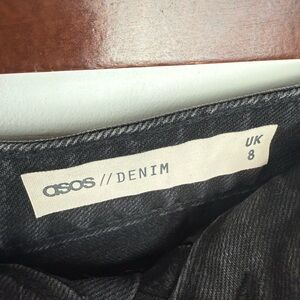 asos // DENIM
UK
8